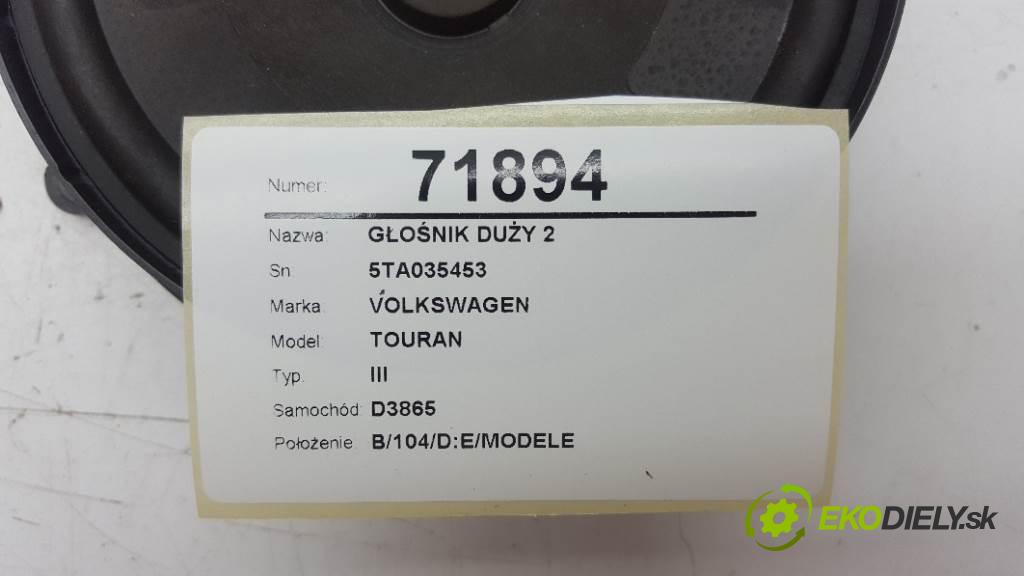 Numer: 71894
Nazwa: GŁOŚNIK DUŻY 2
Sn: 5TA035453
Marka: VOLKSWAGEN
Model: TOURAN
Typ: III
Samochód: D3865
Położenie: B/104/D:E/MODELE
EKODIELY.sk